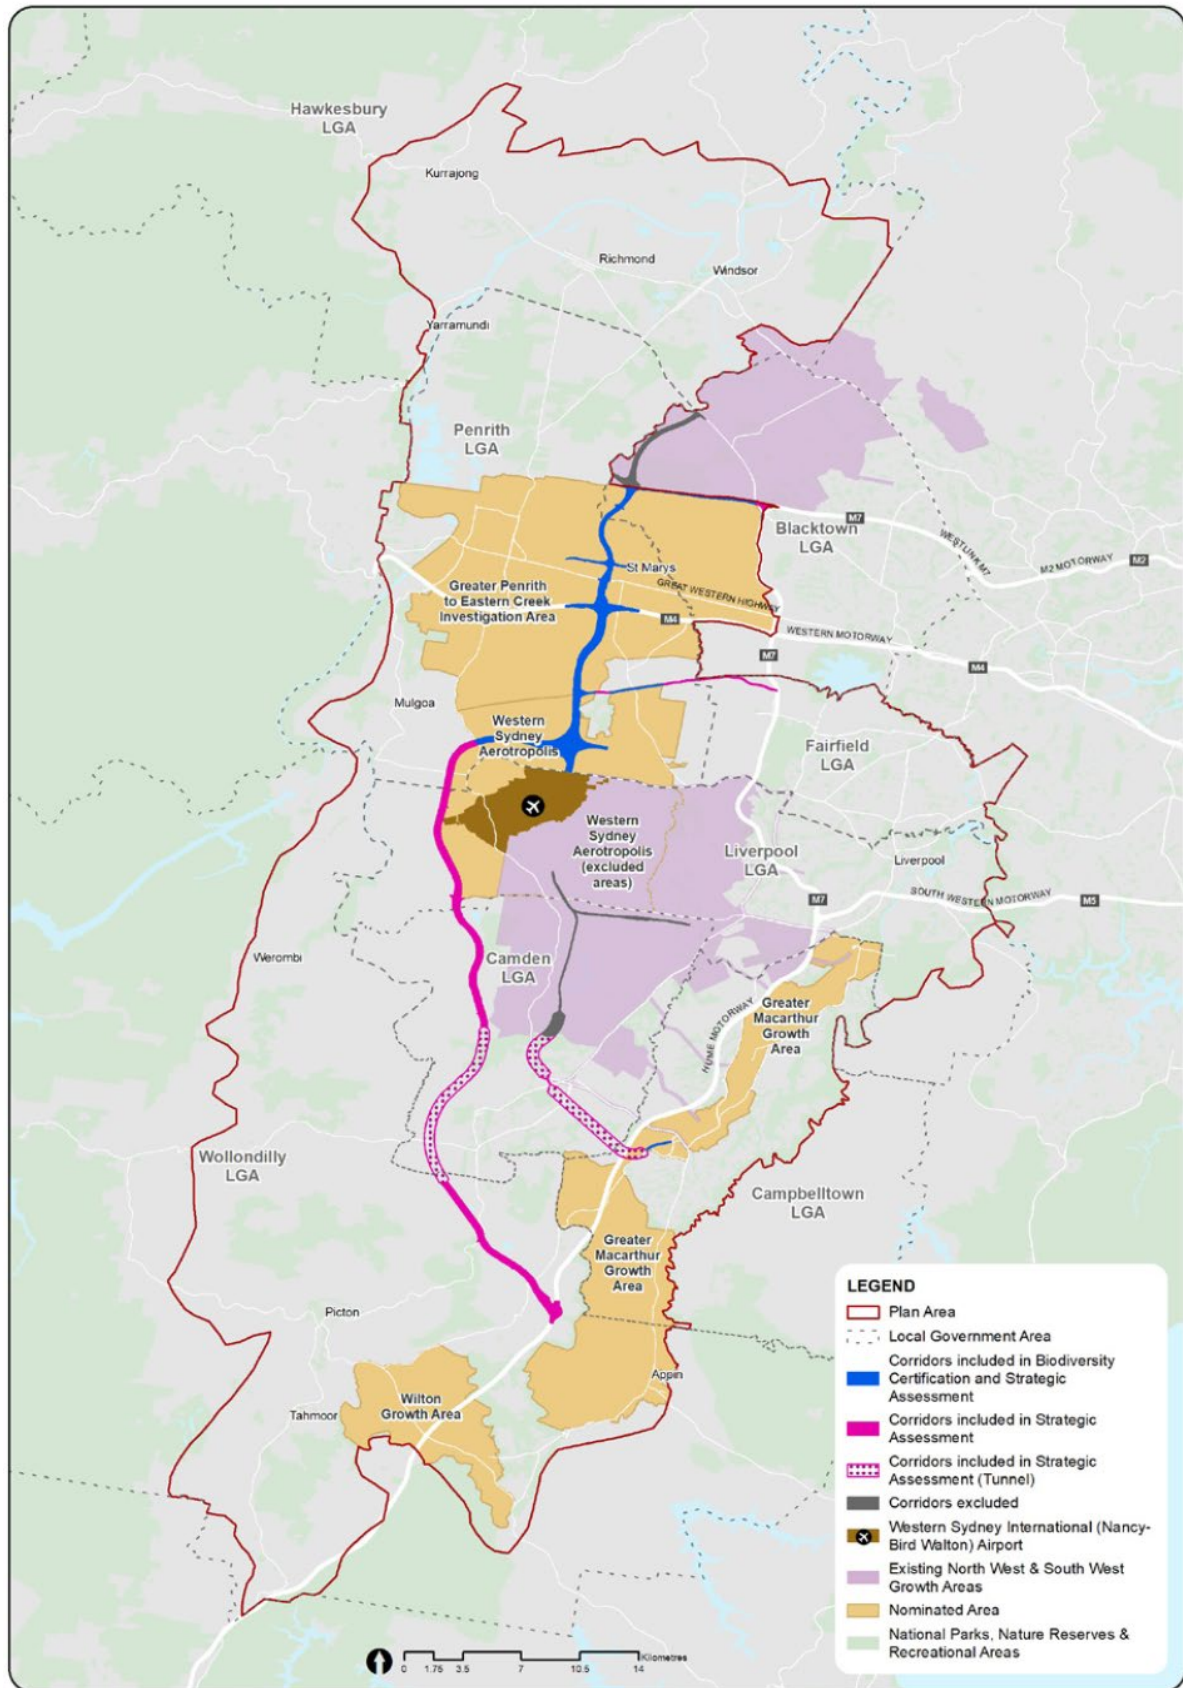 Hawkesbury
LGA
Kurrajong
Richmond
Windsor
Yarramundi
Penrith
LGA
M7
Blacktown
LGA
WESTLINK M7
M2 MOTORWAY
M2
St Marys
GREAT WESTERN HIGHWAY
Greater Penrith
to Eastern Creek
Investigation Area
M4
WESTERN MOTORWAY
M7
M4
Mulgoa
Western
Sydney
Aerotropolis
Fairfield
LGA
Western
Sydney
Aerotropolis
(excluded
areas)
Liverpool
LGA
Liverpool
M7
SOUTH WESTERN MOTORWAY
M5
Werombi
Camden
LGA
HUME MOTORWAY
Greater
Macarthur
Growth
Area
Wollondilly
LGA
Campbelltown
LGA
Greater
Macarthur
Growth
Area
Picton
Appin
Wilton
Growth Area
Tahmoor
LEGEND
Plan Area
Local Government Area
Corridors included in Biodiversity
Certification and Strategic
Assessment
Corridors included in Strategic
Assessment
Corridors included in Strategic
Assessment (Tunnel)
Corridors excluded
Western Sydney International (Nancy-
Bird Walton) Airport
Existing North West & South West
Growth Areas
Nominated Area
National Parks, Nature Reserves &
Recreational Areas
Kilometres
0 1.75 3.5 7 10.5 14